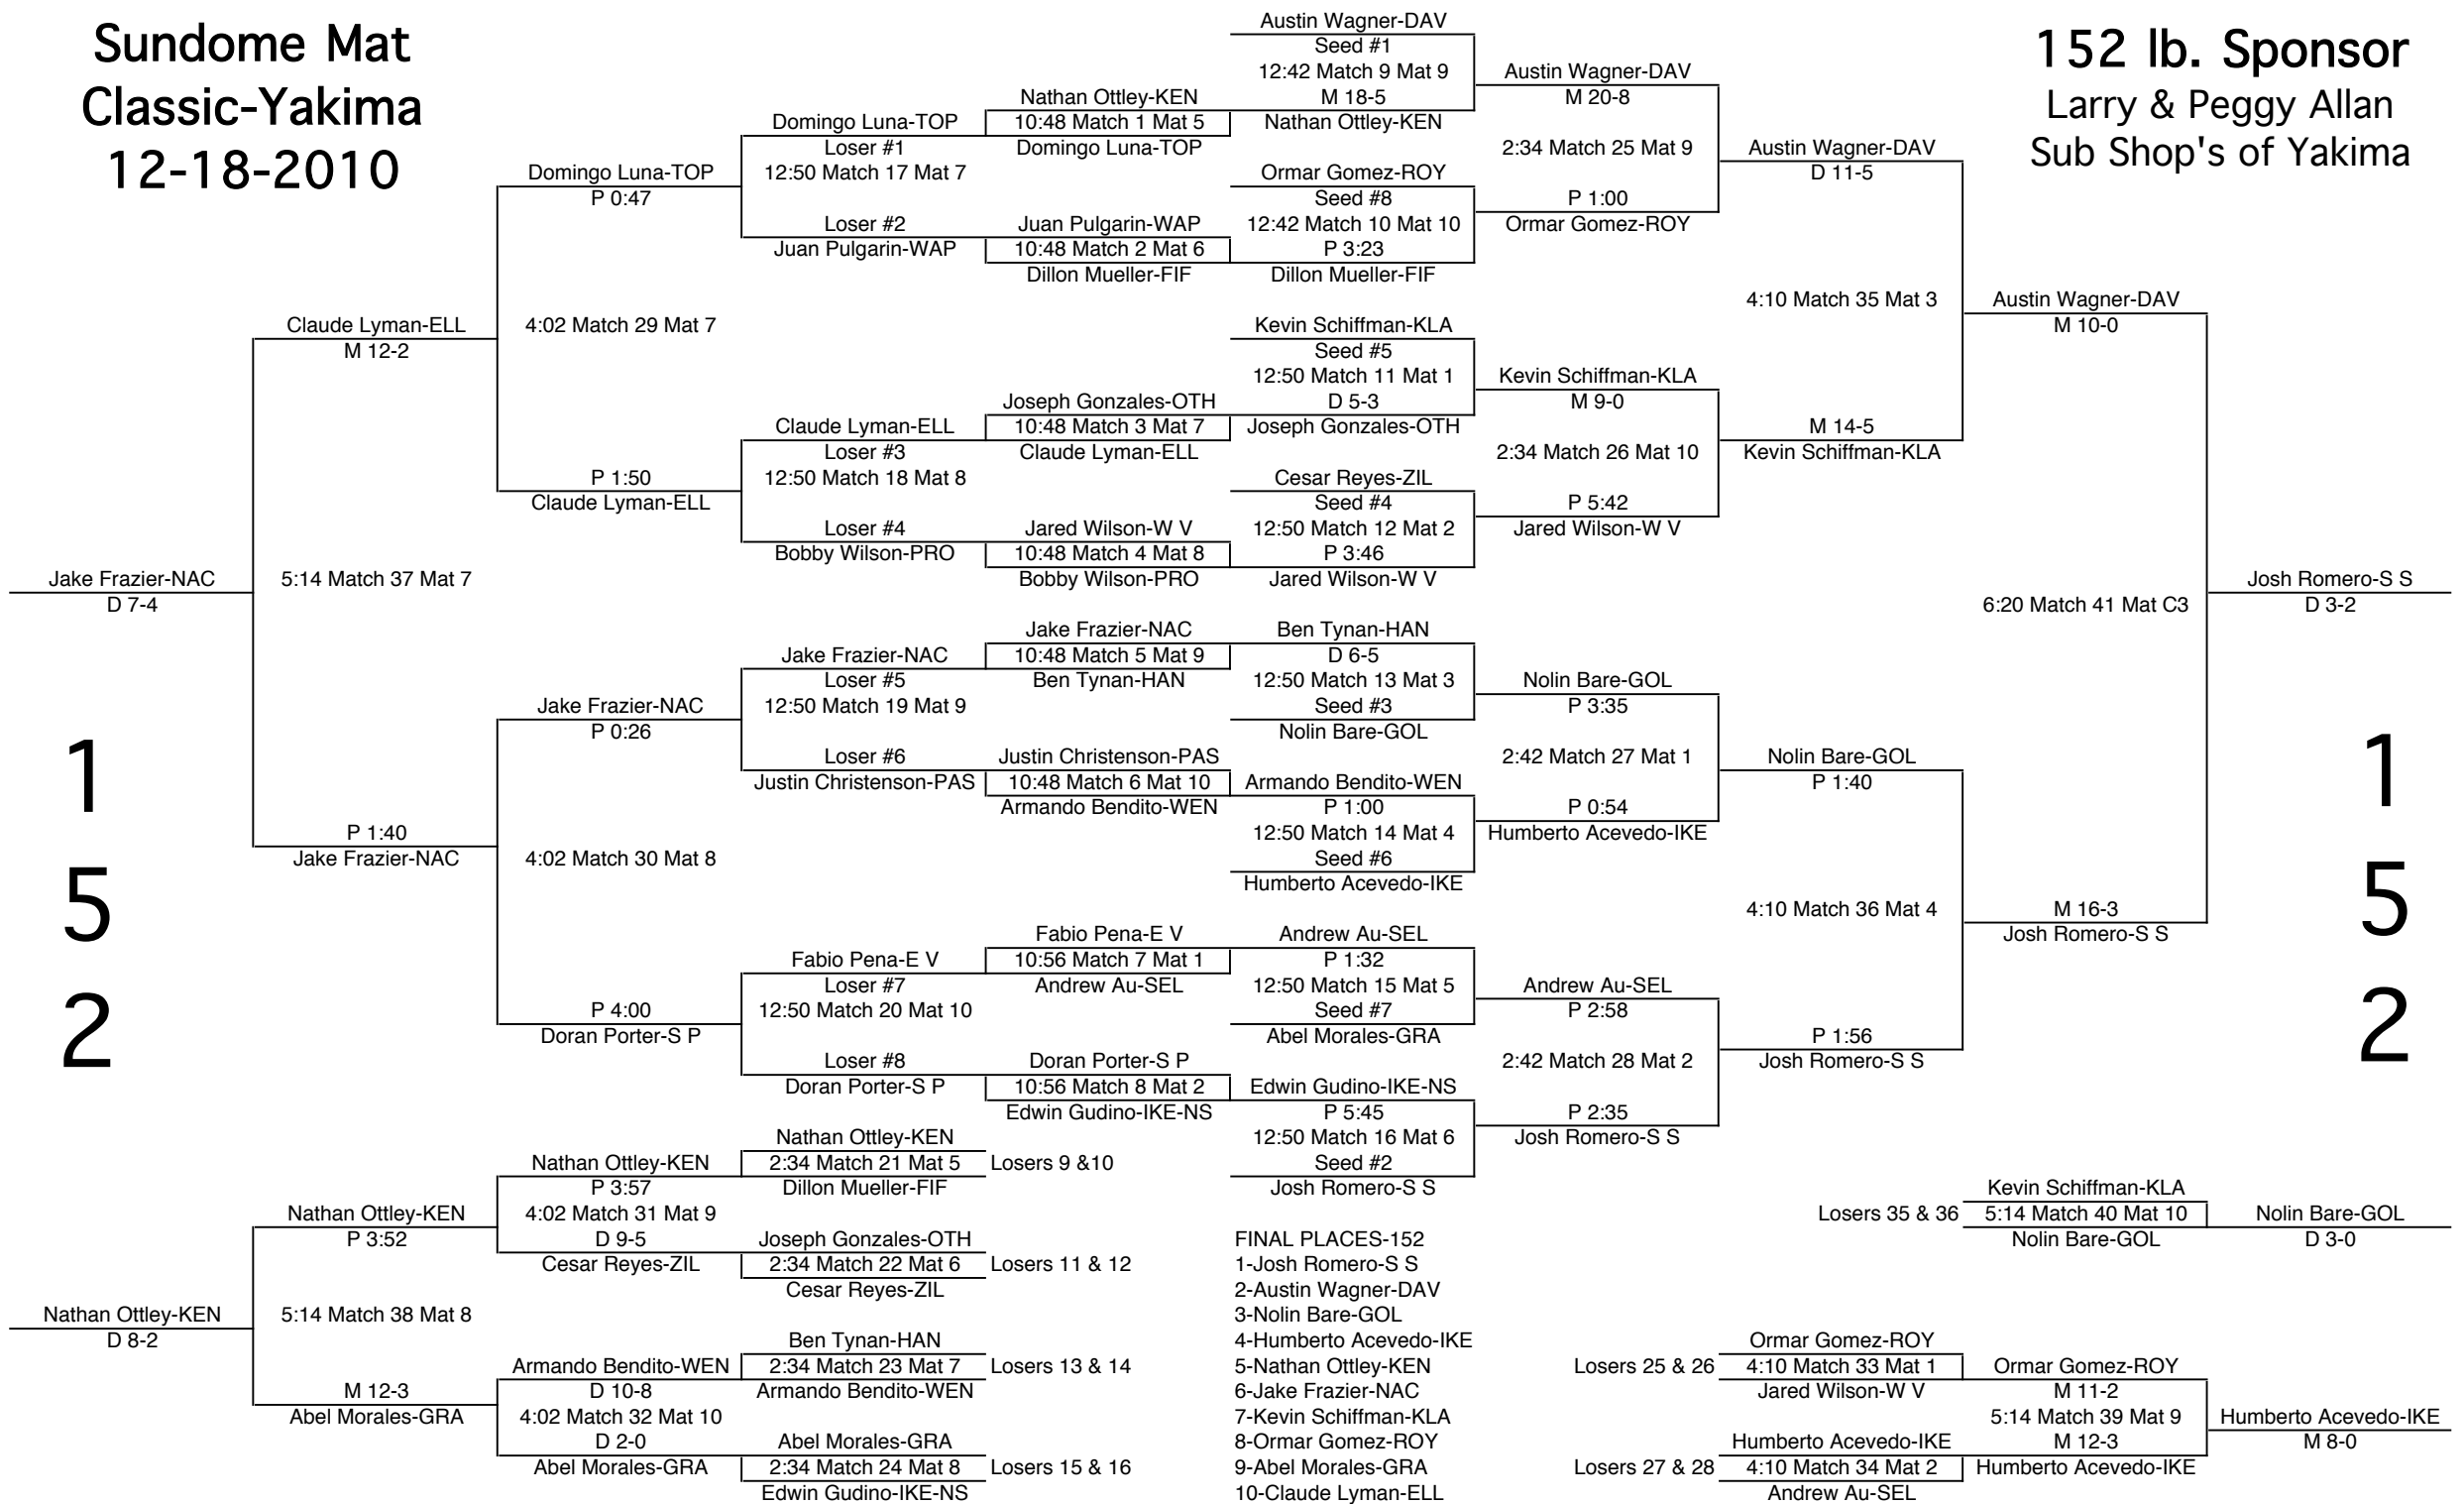 Sundome Mat
Classic-Yakima
12-18-2010
152 lb. Sponsor
Larry & Peggy Allan
Sub Shop's of Yakima
Jake Frazier-NAC
D 7-4
Claude Lyman-ELL
M 12-2
5:14 Match 37 Mat 7
P 1:40
Jake Frazier-NAC
Domingo Luna-TOP
P 0:47
4:02 Match 29 Mat 7
P 1:50
Claude Lyman-ELL
Jake Frazier-NAC
P 0:26
4:02 Match 30 Mat 8
P 4:00
Doran Porter-S P
Domingo Luna-TOP
Loser #1
12:50 Match 17 Mat 7
Loser #2
Juan Pulgarin-WAP
Claude Lyman-ELL
Loser #3
12:50 Match 18 Mat 8
Loser #4
Bobby Wilson-PRO
Jake Frazier-NAC
Loser #5
12:50 Match 19 Mat 9
Loser #6
Justin Christenson-PAS
Fabio Pena-E V
Loser #7
12:50 Match 20 Mat 10
Loser #8
Doran Porter-S P
Nathan Ottley-KEN
10:48 Match 1 Mat 5
Domingo Luna-TOP
Juan Pulgarin-WAP
10:48 Match 2 Mat 6
Dillon Mueller-FIF
Joseph Gonzales-OTH
10:48 Match 3 Mat 7
Claude Lyman-ELL
Jared Wilson-W V
10:48 Match 4 Mat 8
Bobby Wilson-PRO
Jake Frazier-NAC
10:48 Match 5 Mat 9
Ben Tynan-HAN
Justin Christenson-PAS
10:48 Match 6 Mat 10
Armando Bendito-WEN
Fabio Pena-E V
10:56 Match 7 Mat 1
Andrew Au-SEL
Doran Porter-S P
10:56 Match 8 Mat 2
Edwin Gudino-IKE-NS
Austin Wagner-DAV
Seed #1
12:42 Match 9 Mat 9
M 18-5
Nathan Ottley-KEN
Ormar Gomez-ROY
Seed #8
12:42 Match 10 Mat 10
P 3:23
Dillon Mueller-FIF
Kevin Schiffman-KLA
Seed #5
12:50 Match 11 Mat 1
D 5-3
Joseph Gonzales-OTH
Cesar Reyes-ZIL
Seed #4
12:50 Match 12 Mat 2
P 3:46
Jared Wilson-W V
Ben Tynan-HAN
D 6-5
12:50 Match 13 Mat 3
Seed #3
Nolin Bare-GOL
Armando Bendito-WEN
P 1:00
12:50 Match 14 Mat 4
Seed #6
Humberto Acevedo-IKE
Andrew Au-SEL
P 1:32
12:50 Match 15 Mat 5
Seed #7
Abel Morales-GRA
Edwin Gudino-IKE-NS
P 5:45
12:50 Match 16 Mat 6
Seed #2
Josh Romero-S S
Austin Wagner-DAV
M 20-8
2:34 Match 25 Mat 9
P 1:00
Ormar Gomez-ROY
Kevin Schiffman-KLA
M 9-0
2:34 Match 26 Mat 10
P 5:42
Jared Wilson-W V
Nolin Bare-GOL
P 3:35
2:42 Match 27 Mat 1
P 0:54
Humberto Acevedo-IKE
Andrew Au-SEL
P 2:58
2:42 Match 28 Mat 2
P 2:35
Josh Romero-S S
Austin Wagner-DAV
D 11-5
4:10 Match 35 Mat 3
M 14-5
Kevin Schiffman-KLA
Nolin Bare-GOL
P 1:40
4:10 Match 36 Mat 4
P 1:56
Josh Romero-S S
Austin Wagner-DAV
M 10-0
6:20 Match 41 Mat C3
M 16-3
Josh Romero-S S
Josh Romero-S S
D 3-2
1
5
2
1
5
2
Nathan Ottley-KEN
D 8-2
Nathan Ottley-KEN
P 3:52
5:14 Match 38 Mat 8
M 12-3
Abel Morales-GRA
Nathan Ottley-KEN
P 3:57
4:02 Match 31 Mat 9
D 9-5
Cesar Reyes-ZIL
Armando Bendito-WEN
D 10-8
4:02 Match 32 Mat 10
D 2-0
Abel Morales-GRA
Nathan Ottley-KEN
2:34 Match 21 Mat 5
Losers 9 &10
Dillon Mueller-FIF
Joseph Gonzales-OTH
2:34 Match 22 Mat 6
Losers 11 & 12
Cesar Reyes-ZIL
Ben Tynan-HAN
2:34 Match 23 Mat 7
Losers 13 & 14
Armando Bendito-WEN
Abel Morales-GRA
2:34 Match 24 Mat 8
Losers 15 & 16
Edwin Gudino-IKE-NS
FINAL PLACES-152
1-Josh Romero-S S
2-Austin Wagner-DAV
3-Nolin Bare-GOL
4-Humberto Acevedo-IKE
5-Nathan Ottley-KEN
6-Jake Frazier-NAC
7-Kevin Schiffman-KLA
8-Ormar Gomez-ROY
9-Abel Morales-GRA
10-Claude Lyman-ELL
Kevin Schiffman-KLA
Losers 35 & 36
5:14 Match 40 Mat 10
Nolin Bare-GOL
Nolin Bare-GOL
D 3-0
Ormar Gomez-ROY
Losers 25 & 26
4:10 Match 33 Mat 1
Jared Wilson-W V
Humberto Acevedo-IKE
Losers 27 & 28
4:10 Match 34 Mat 2
Andrew Au-SEL
Ormar Gomez-ROY
M 11-2
5:14 Match 39 Mat 9
M 12-3
Humberto Acevedo-IKE
Humberto Acevedo-IKE
M 8-0